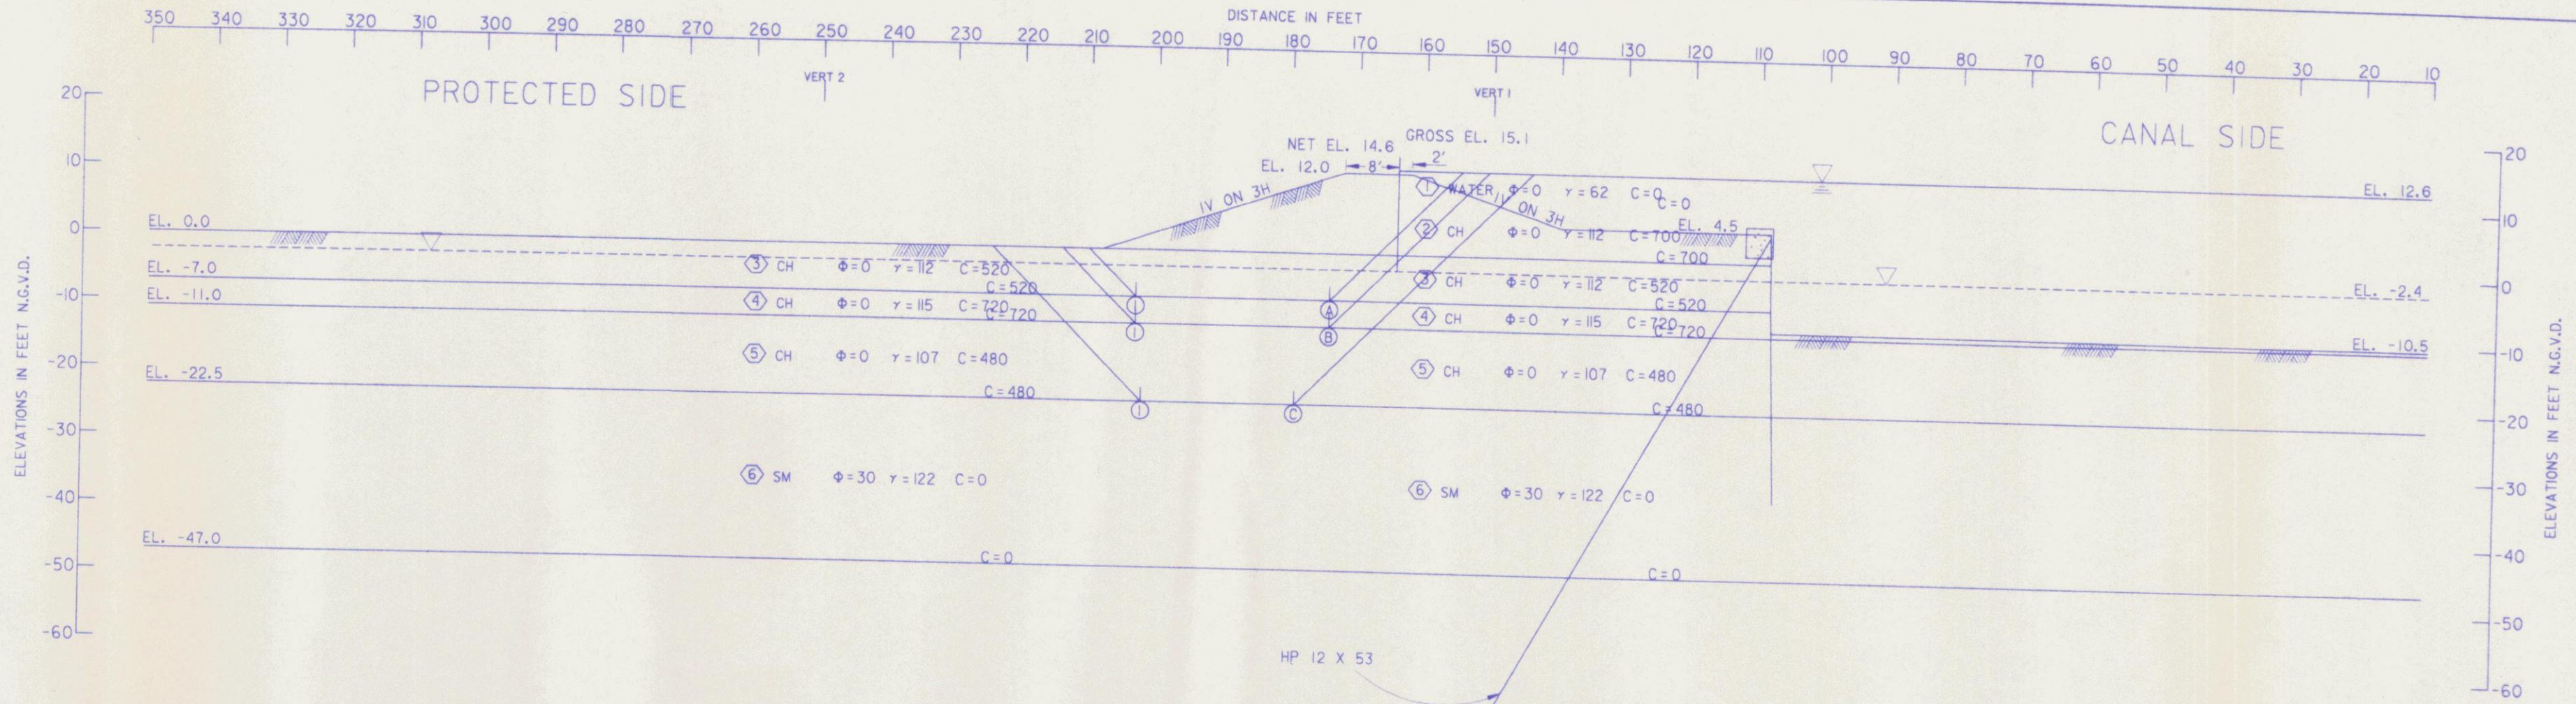 DISTANCE IN FEET
350 340 330 320 310 300 290 280 270 260 250 240 230 220 210 200 190 180 170 160 150 140 130 120 110 100 90 80 70 60 50 40 30 20 10
VERT 2
VERT 1
PROTECTED SIDE
CANAL SIDE
NET EL. 14.6
GROSS EL. 15.1
EL. 12.0
8'
2'
1V ON 3H
1V ON 3H
1 WATER Φ=0 γ=62 C=0
C=0
EL. 12.6
2 CH Φ=0 γ=112 C=700
EL. 4.5
C=700
EL. 0.0
3 CH Φ=0 γ=112 C=520
C=520
3 CH Φ=0 γ=112 C=520
C=520
EL. -2.4
EL. -7.0
4 CH Φ=0 γ=115 C=720
C=720
4 CH Φ=0 γ=115 C=720
C=720
EL. -11.0
EL. -10.5
1
1
1
A
B
C
5 CH Φ=0 γ=107 C=480
C=480
5 CH Φ=0 γ=107 C=480
C=480
EL. -22.5
6 SM Φ=30 γ=122 C=0
6 SM Φ=30 γ=122 C=0
EL. -47.0
C=0
C=0
HP 12 X 53
ELEVATIONS IN FEET N.G.V.D.
20
10
0
-10
-20
-30
-40
-50
-60
ELEVATIONS IN FEET N.G.V.D.
20
10
0
-10
-20
-30
-40
-50
-60